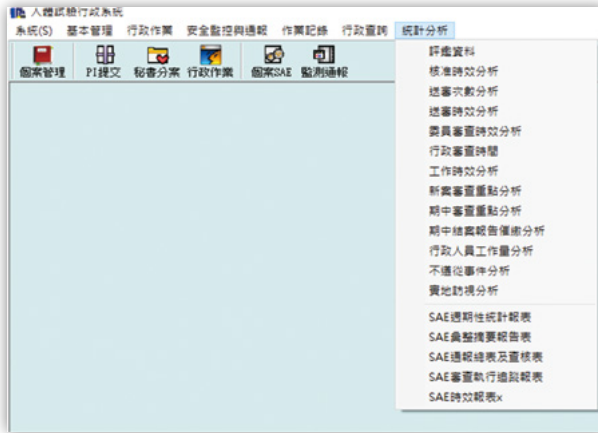 人體試驗行政系統
系統(S) 基本管理 行政作業 安全監控與通報 作業記錄 行政查詢 統計分析
個案管理 PI提文 秘書分案 行政作業 個案SAE 監測通報
評鑑資料
核准時效分析
送審次數分析
送審時效分析
委員審查時效分析
行政審查時間
工作時效分析
新案審查重點分析
期中審查重點分析
期中結案報告催繳分析
行政人員工作量分析
不遵從事件分析
實地訪視分析
SAE週期性統計報表
SAE彙整摘要報告表
SAE通報總表及查核表
SAE審查執行追蹤報表
SAE時效報表x